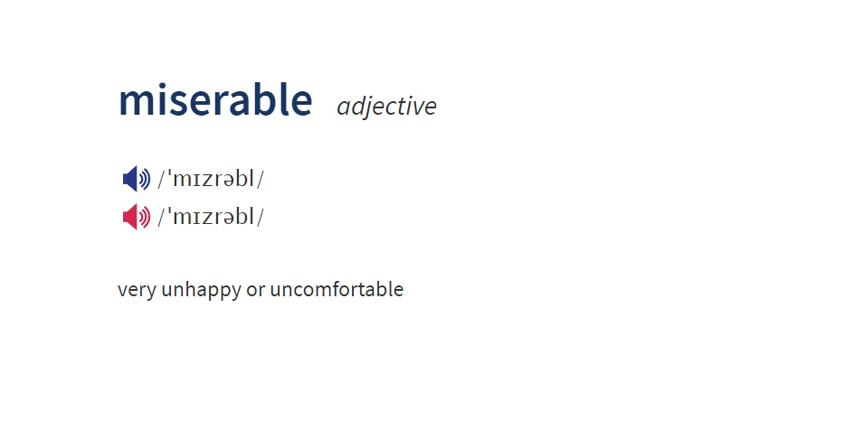 miserable adjective
/ˈmɪzrəbl/
/ˈmɪzrəbl/
very unhappy or uncomfortable